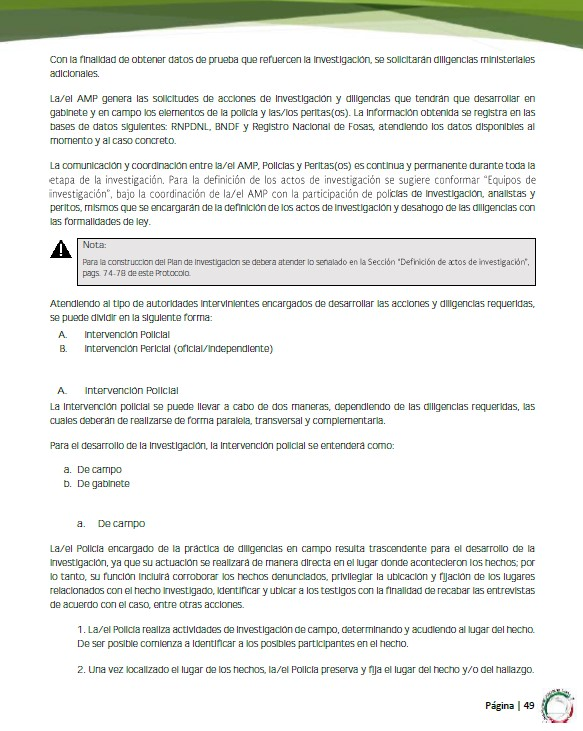 Con la finalidad de obtener datos de prueba que refuercen la investigación, se solicitarán diligencias ministeriales
adicionales.
La/el AMP genera las solicitudes de acciones de investigación y diligencias que tendrán que desarrollar en
gabinete y en campo los elementos de la policía y las/los peritas(os). La información obtenida se registra en las
bases de datos siguientes: RNPDNL, BNDF y Registro Nacional de Fosas, atendiendo los datos disponibles al
momento y al caso concreto.
La comunicación y coordinación entre la/el AMP, Policías y Peritas(os) es continua y permanente durante toda la
etapa de la investigación. Para la definición de los actos de investigación se sugiere conformar "Equipos de
investigación", bajo la coordinación de la/el AMP con la participación de policías de investigación, analistas y
peritos, mismos que se encargarán de la definición de los actos de investigación y desahogo de las diligencias con
las formalidades de ley.
Nota:
Para la construccion del Plan de Investigacion se debera atender lo señalado en la Sección "Definición de actos de investigación",
pags. 74-78 de este Protocolo.
Atendiendo al tipo de autoridades intervinientes encargados de desarrollar las acciones y diligencias requeridas,
se puede dividir en la siguiente forma:
A. Intervención Policial
B. Intervención Pericial (oficial/independiente)
A. Intervención Policial
La intervención policial se puede llevar a cabo de dos maneras, dependiendo de las diligencias requeridas, las
cuales deberán de realizarse de forma paralela, transversal y complementaria.
Para el desarrollo de la investigación, la intervención policial se entenderá como:
a. De campo
b. De gabinete
a. De campo
La/el Policía encargado de la práctica de diligencias en campo resulta trascendente para el desarrollo de la
investigación, ya que su actuación se realizará de manera directa en el lugar donde acontecieron los hechos; por
lo tanto, su función incluirá corroborar los hechos denunciados, privilegiar la ubicación y fijación de los lugares
relacionados con el hecho investigado, identificar y ubicar a los testigos con la finalidad de recabar las entrevistas
de acuerdo con el caso, entre otras acciones.
1. La/el Policía realiza actividades de investigación de campo, determinando y acudiendo al lugar del hecho.
De ser posible comienza a identificar a los posibles participantes en el hecho.
2. Una vez localizado el lugar de los hechos, la/el Policía preserva y fija el lugar del hecho y/o del hallazgo.
Página | 49